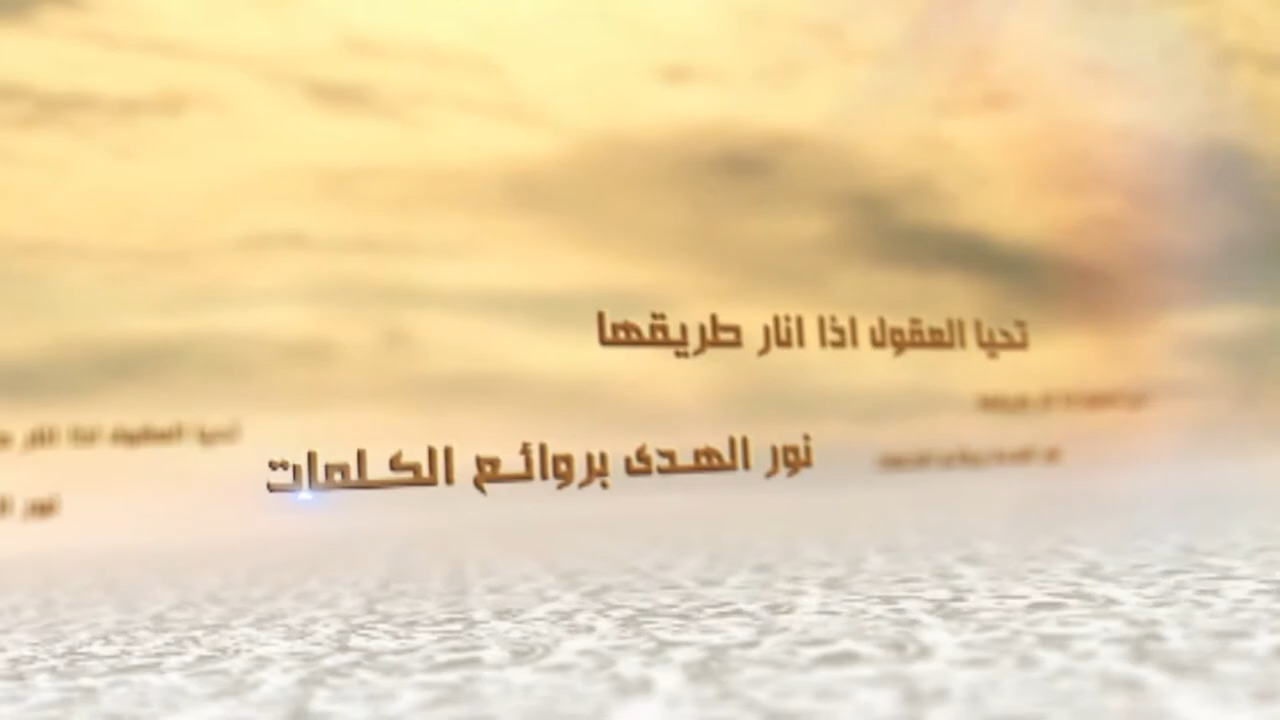 تحيا العقول اذا انار طريقها
نور الهدى بروائع الكلمات